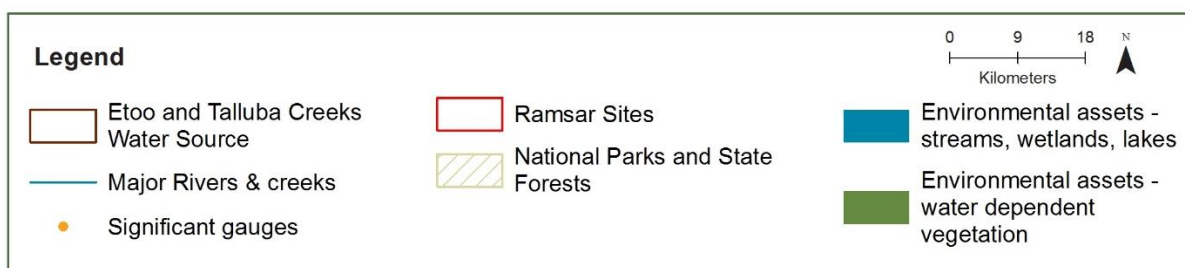 Legend
Etoo and Talluba Creeks
Water Source
Major Rivers & creeks
Significant gauges
Ramsar Sites
National Parks and State
Forests
0 9 18
Kilometers
N
Environmental assets -
streams, wetlands, lakes
Environmental assets -
water dependent
vegetation